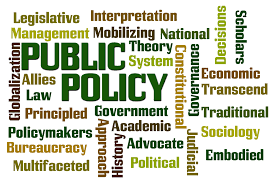 Legislative
Interpretation
Decisions
Scholars
Management
Mobilizing
National
PUBLIC
Theory
Globalization
System
Constitutional
Governance
Allies
POLICY
Economic
Law
Transcend
Principled
Government
Traditional
Policymakers
Approach
Academic
Sociology
Bureaucracy
History
Advocate
Judicial
Multifaceted
Political
Embodied